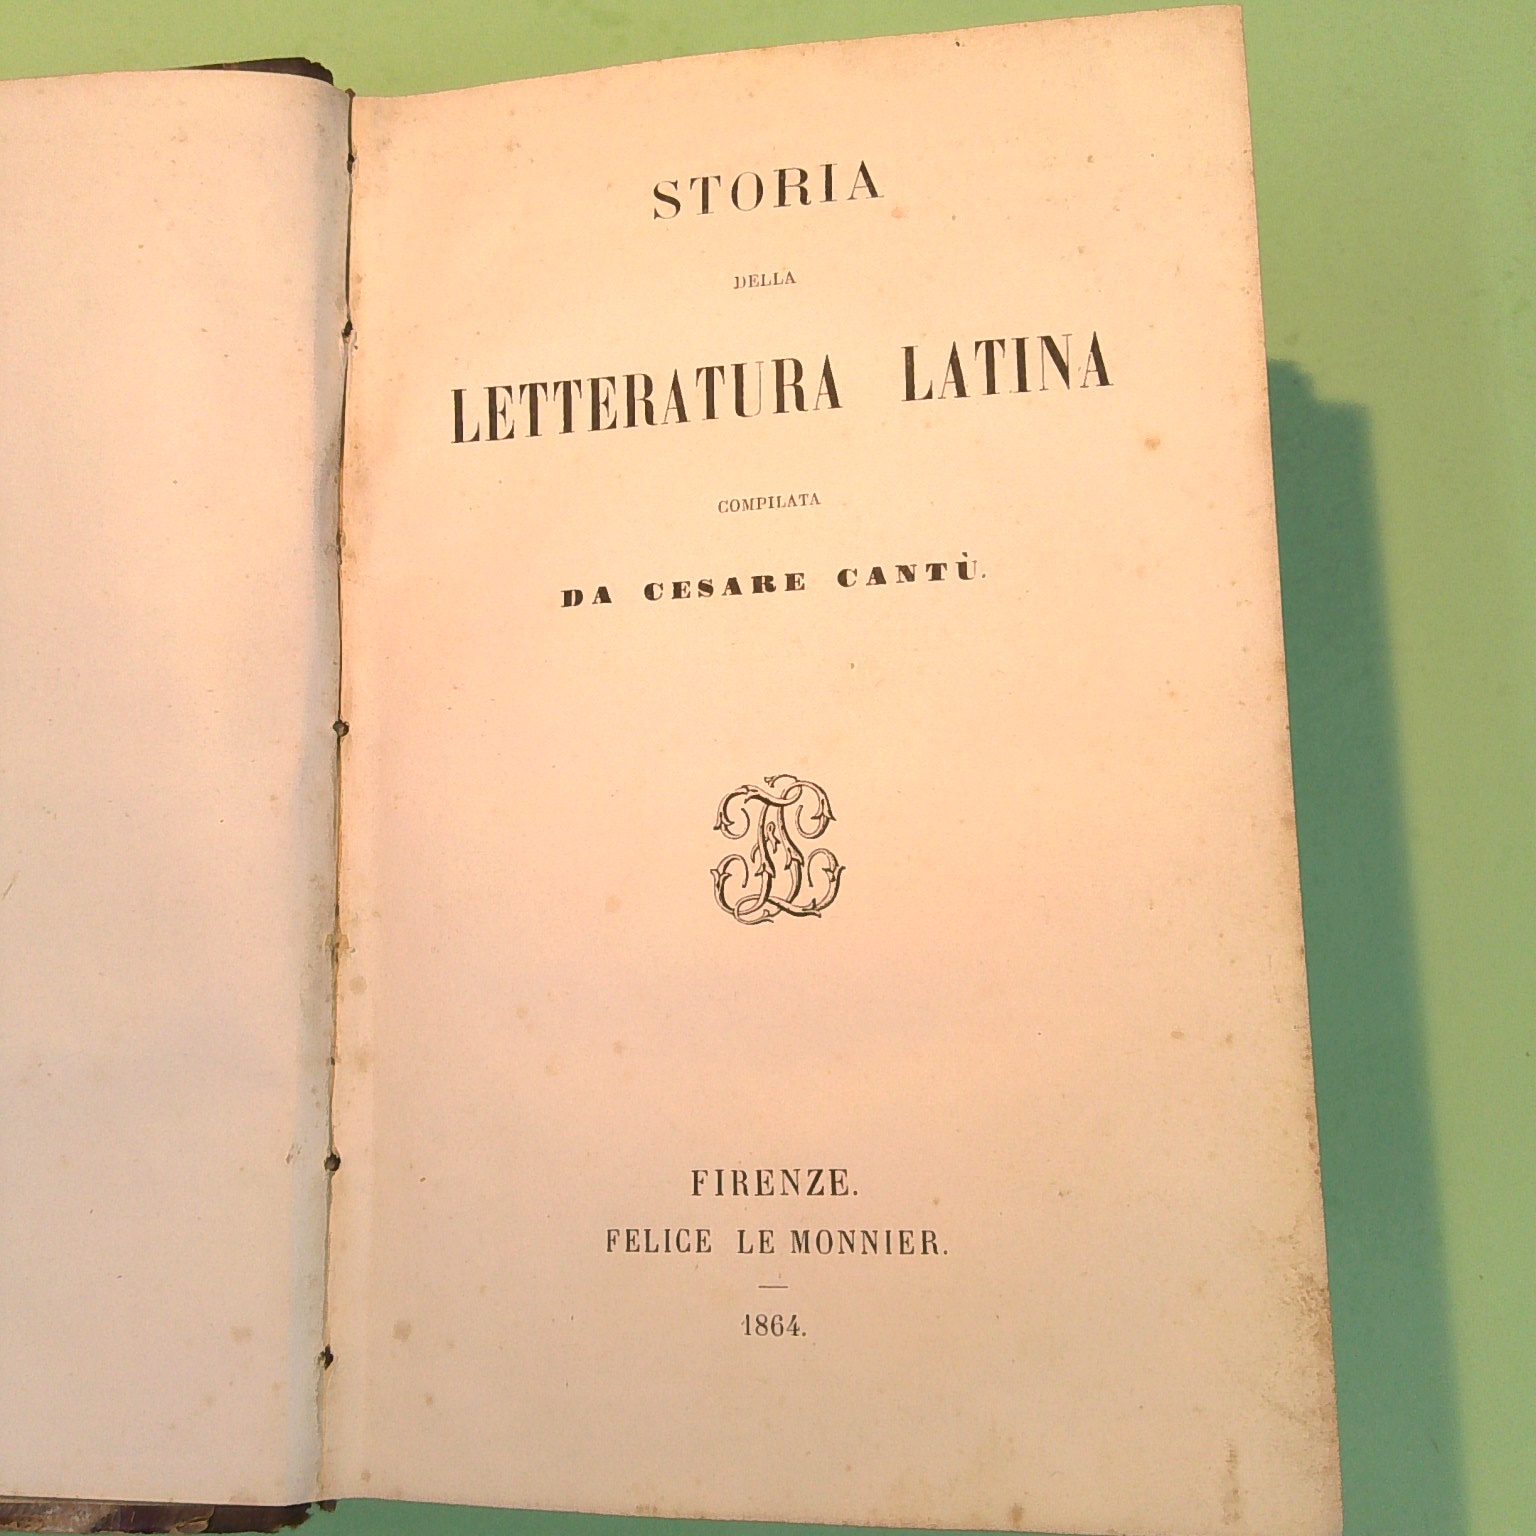 STORIA
DELLA
LETTERATURA LATINA
COMPILATA
DA CESARE CANTÙ.
FIRENZE.
FELICE LE MONNIER.
1864.